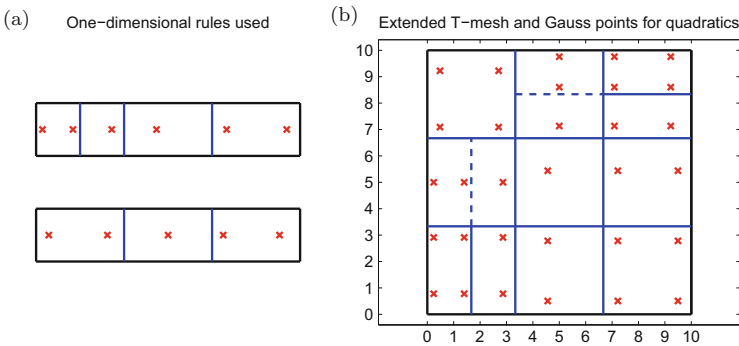 (a)
One−dimensional rules used
(b)
Extended T−mesh and Gauss points for quadratics
10
9
8
7
6
5
4
3
2
1
0
0 1 2 3 4 5 6 7 8 9 10